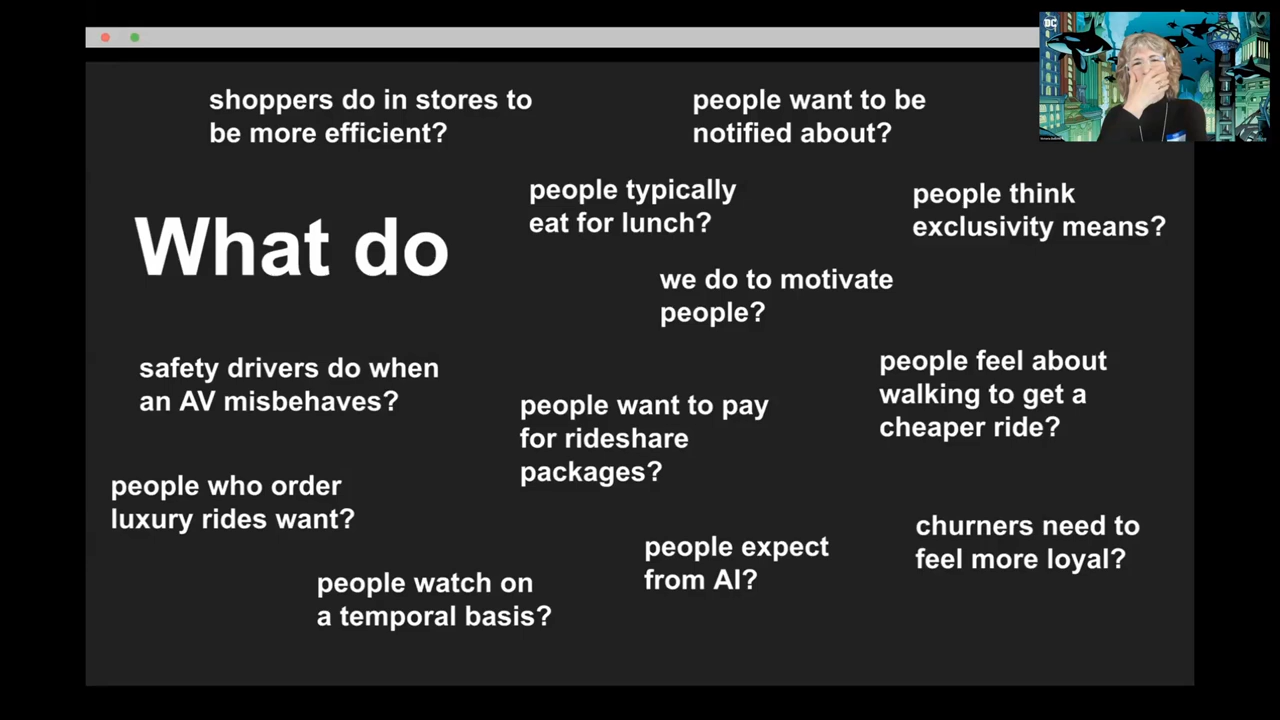 DC
shoppers do in stores to
be more efficient?
people want to be
notified about?
people typically
eat for lunch?
people think
exclusivity means?
What do
we do to motivate
people?
safety drivers do when
an AV misbehaves?
people feel about
walking to get a
cheaper ride?
people want to pay
for rideshare
packages?
people who order
luxury rides want?
churners need to
feel more loyal?
people expect
from AI?
people watch on
a temporal basis?